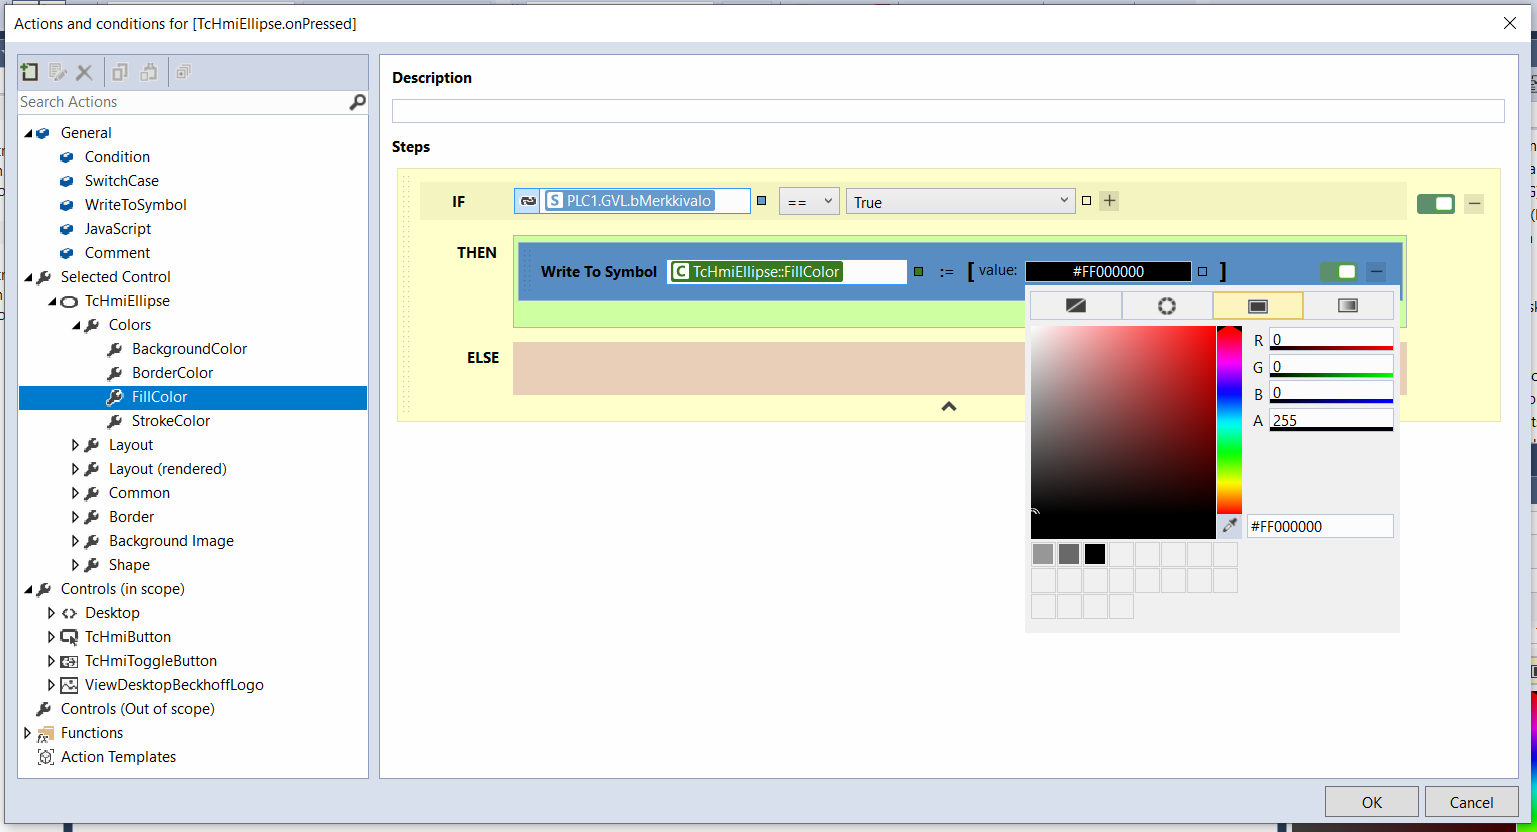 Actions and conditions for [TcHmiEllipse.onPressed]
Search Actions
General
Condition
SwitchCase
WriteToSymbol
JavaScript
Comment
Selected Control
TcHmiEllipse
Colors
BackgroundColor
BorderColor
FillColor
StrokeColor
Layout
Layout (rendered)
Common
Border
Background Image
Shape
Controls (in scope)
Desktop
TcHmiButton
TcHmiToggleButton
ViewDesktopBeckhoffLogo
Controls (Out of scope)
Functions
Action Templates
Description
Steps
IF S PLC1.GVL.bMerkkivalo == True +
THEN Write To Symbol C TcHmiEllipse::FillColor := [ value: #FF000000 ]
ELSE
R 0
G 0
B 0
A 255
#FF000000
OK Cancel